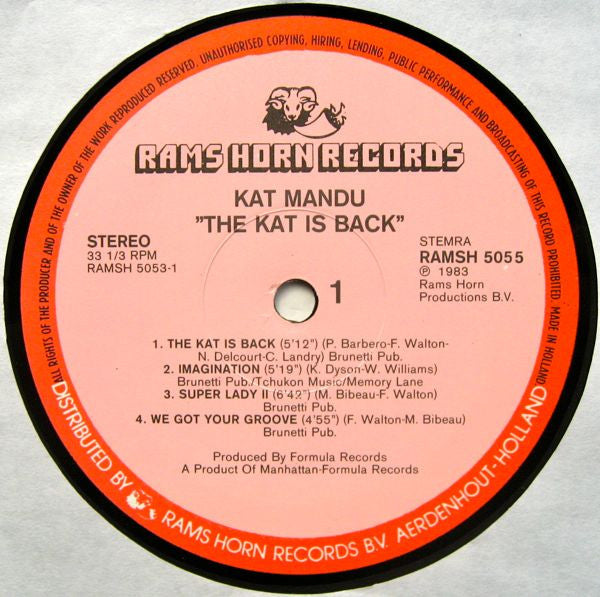 ALL RIGHTS OF THE PRODUCER AND OF THE OWNER OF THE WORK REPRODUCED RESERVED. UNAUTHORISED COPYING, HIRING, LENDING, PUBLIC PERFORMANCE AND BROADCASTING OF THIS RECORD PROHIBITED. MADE IN HOLLAND
RAMS HORN RECORDS
KAT MANDU
"THE KAT IS BACK"
STEREO
33 1/3 RPM
RAMSH 5053-1
STEMRA
RAMSH 5055
℗ 1983
Rams Horn
Productions B.V.
1
1. THE KAT IS BACK (5'12") (P. Barbero-F. Walton-
N. Delcourt-C. Landry) Brunetti Pub.
2. IMAGINATION (5'19") (K. Dyson-W. Williams)
Brunetti Pub./Tchukon Music/Memory Lane
3. SUPER LADY II (6'42") (M. Bibeau-F. Walton)
Brunetti Pub.
4. WE GOT YOUR GROOVE (4'55") (F. Walton-M. Bibeau)
Brunetti Pub.
Produced By Formula Records
A Product Of Manhattan-Formula Records
DISTRIBUTED BY RAMS HORN RECORDS B.V. AERDENHOUT-HOLLAND